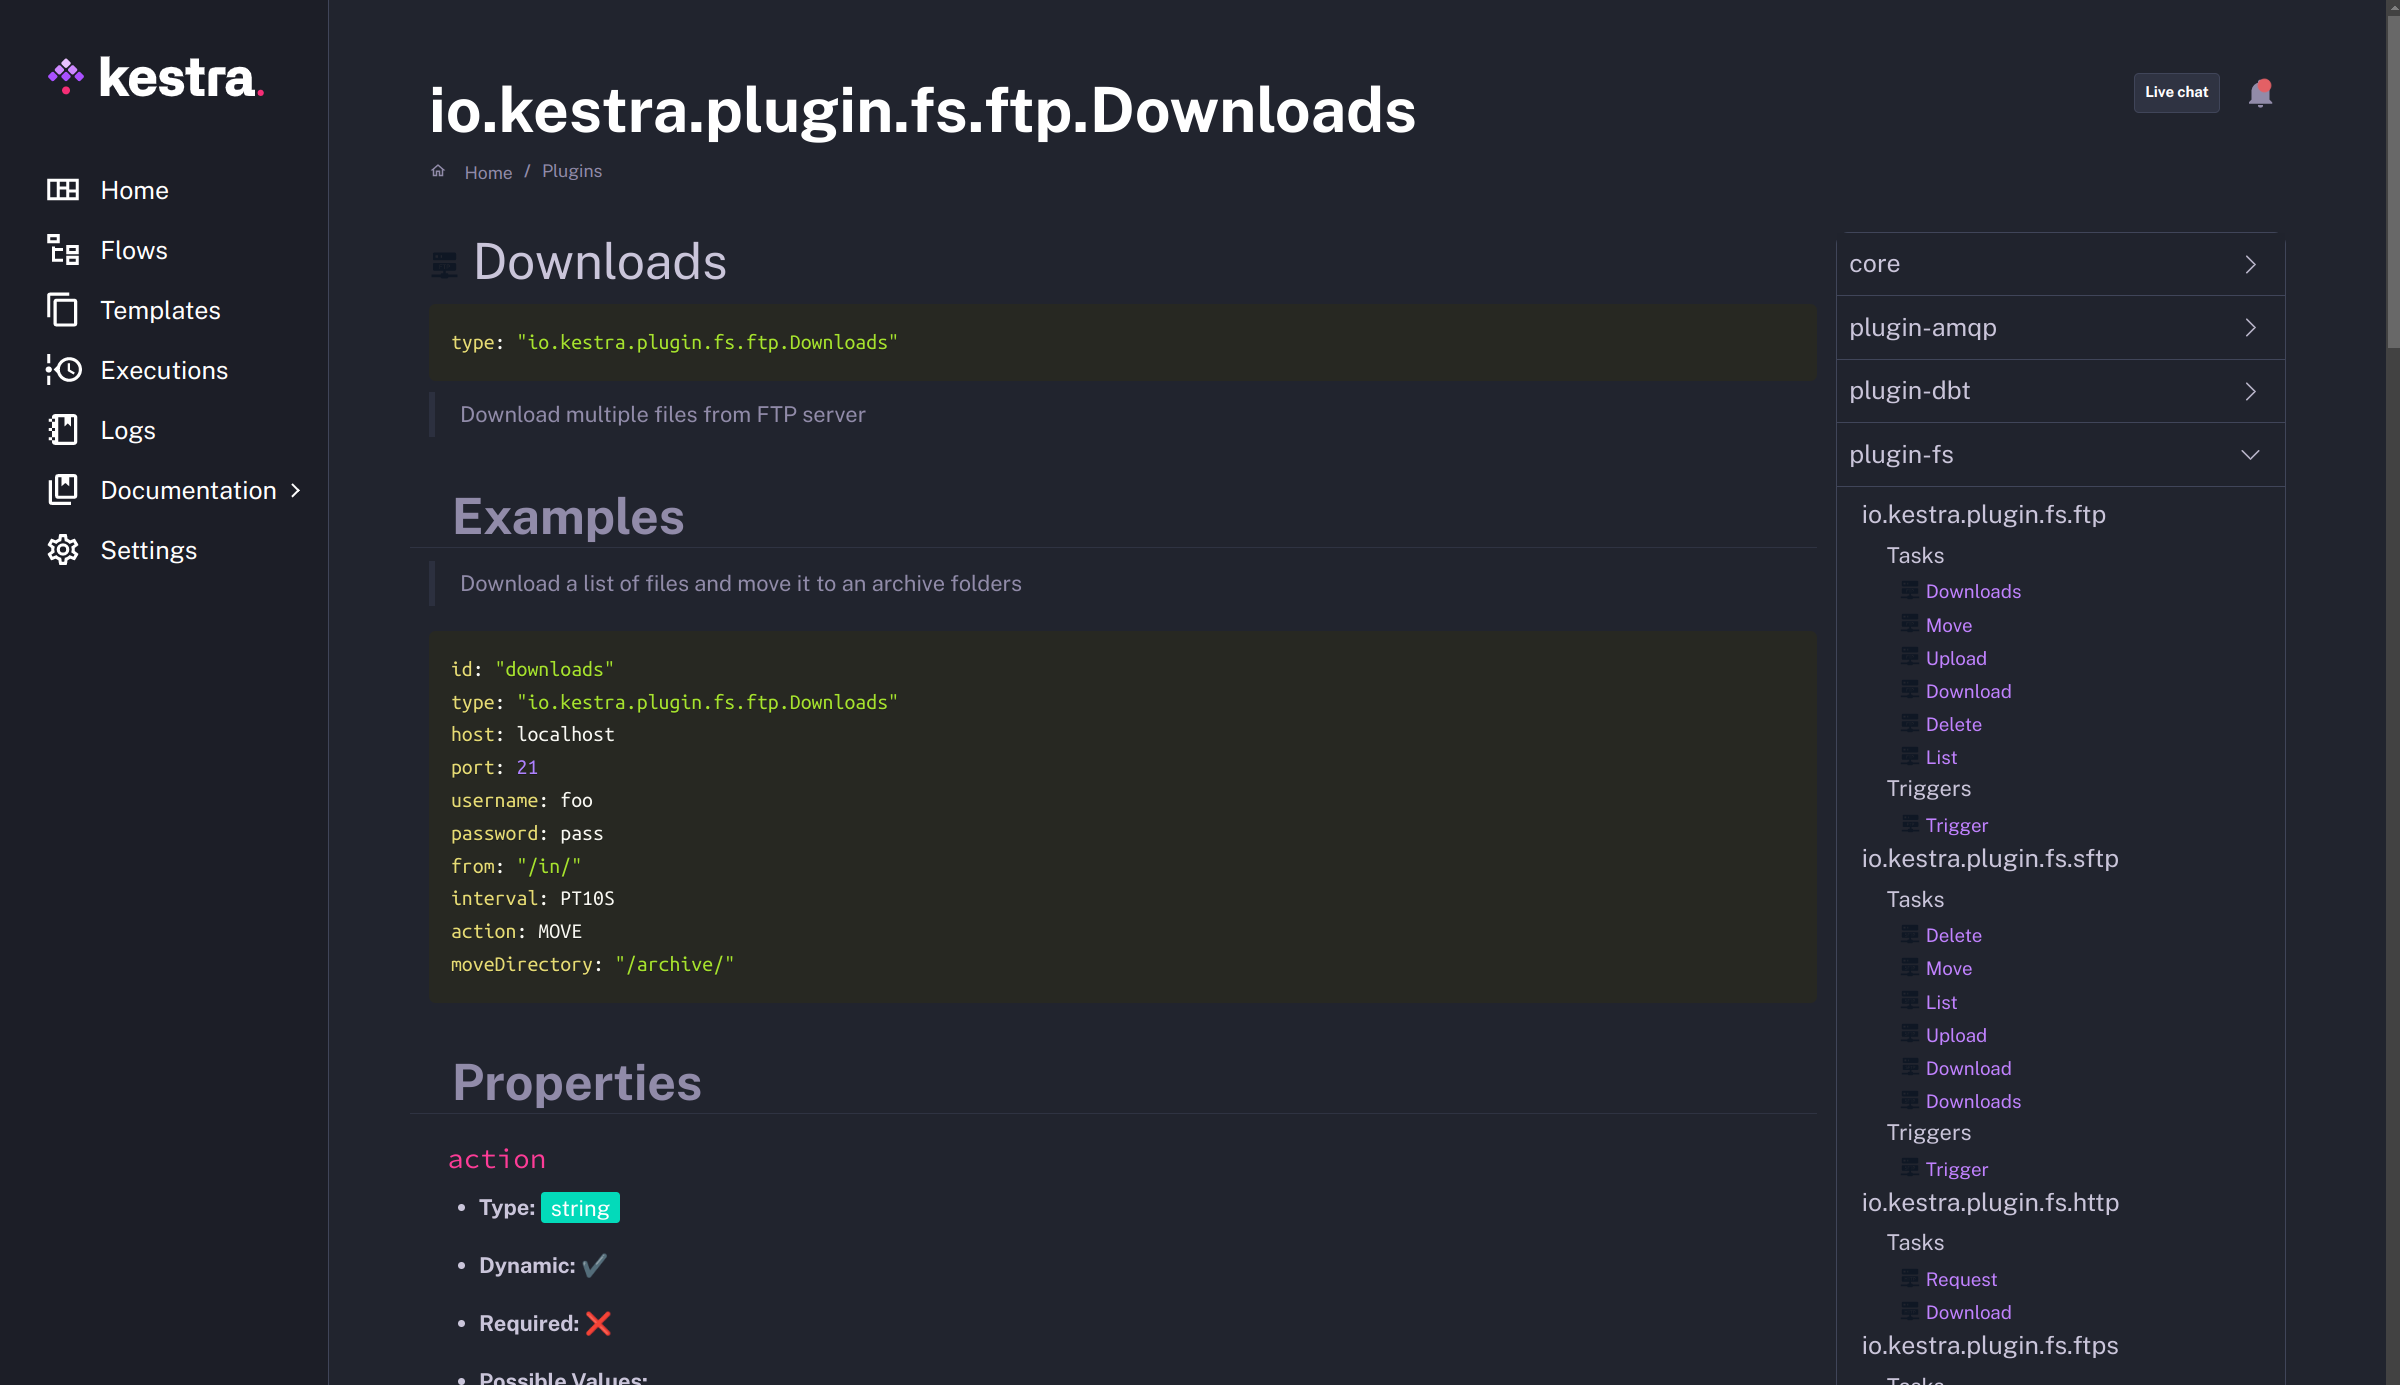 kestra.
Home
Flows
Templates
Executions
Logs
Documentation
Settings
io.kestra.plugin.fs.ftp.Downloads
Home / Plugins
Live chat
Downloads
type: "io.kestra.plugin.fs.ftp.Downloads"
Download multiple files from FTP server
Examples
Download a list of files and move it to an archive folders
id: "downloads"
type: "io.kestra.plugin.fs.ftp.Downloads"
host: localhost
port: 21
username: foo
password: pass
from: "/in/"
interval: PT10S
action: MOVE
moveDirectory: "/archive/"
Properties
action
Type: string
Dynamic: ✔️
Required: ❌
Possible Values:
core
plugin-amqp
plugin-dbt
plugin-fs
io.kestra.plugin.fs.ftp
Tasks
Downloads
Move
Upload
Download
Delete
List
Triggers
Trigger
io.kestra.plugin.fs.sftp
Tasks
Delete
Move
List
Upload
Download
Downloads
Triggers
Trigger
io.kestra.plugin.fs.http
Tasks
Request
Download
io.kestra.plugin.fs.ftps
Tasks